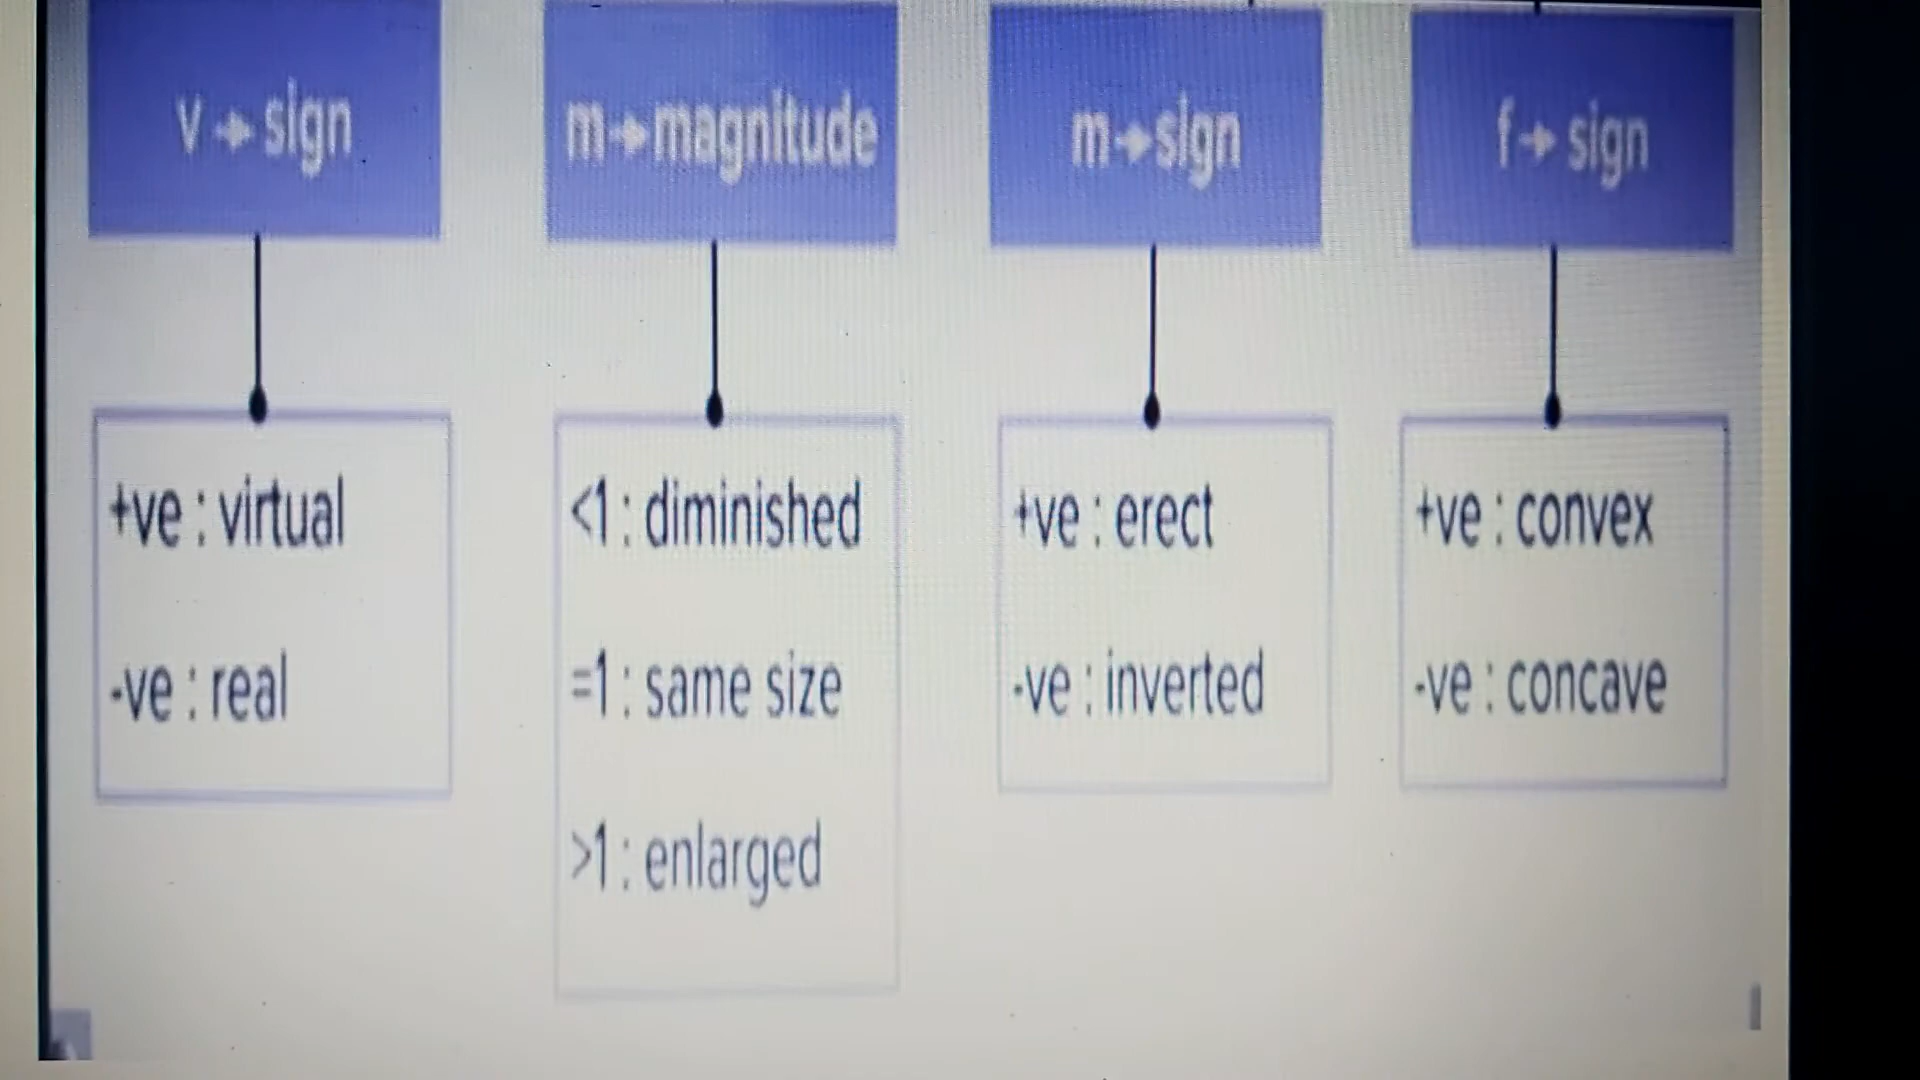 v→sign
m→magnitude
m→sign
f→sign
+ve : virtual
-ve : real
<1 : diminished
=1 : same size
>1 : enlarged
+ve : erect
-ve : inverted
+ve : convex
-ve : concave